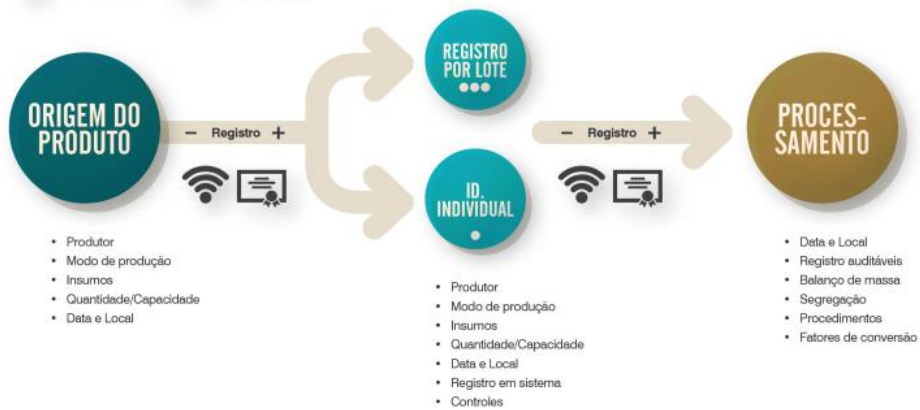 ORIGEM DO
PRODUTO
− Registro +
• Produtor
• Modo de produção
• Insumos
• Quantidade/Capacidade
• Data e Local
REGISTRO
POR LOTE
ID.
INDIVIDUAL
• Produtor
• Modo de produção
• Insumos
• Quantidade/Capacidade
• Data e Local
• Registro em sistema
• Controles
− Registro +
PROCES-
SAMENTO
• Data e Local
• Registro auditáveis
• Balanço de massa
• Segregação
• Procedimentos
• Fatores de conversão